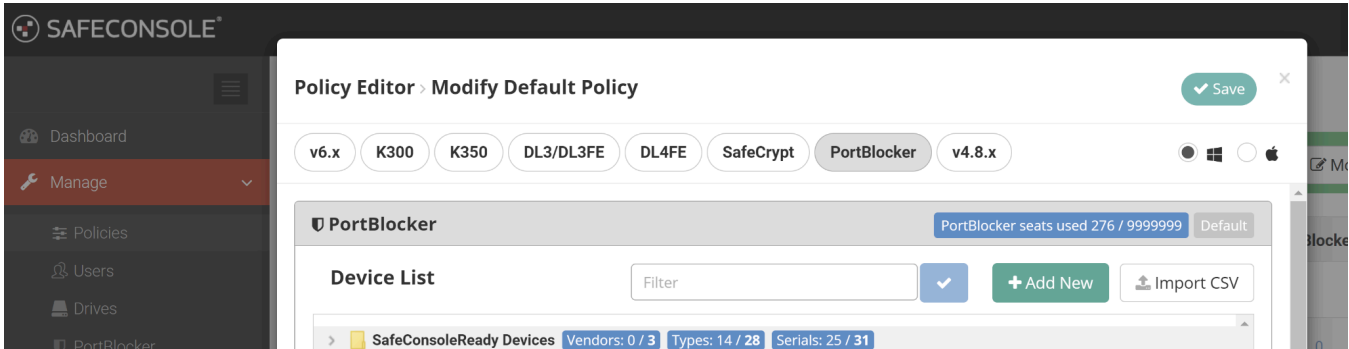 SAFECONSOLE®
Policy Editor › Modify Default Policy
Save
Dashboard
v6.x K300 K350 DL3/DL3FE DL4FE SafeCrypt PortBlocker v4.8.x
Manage
PortBlocker
PortBlocker seats used 276 / 9999999 Default
Policies
Users
Device List
Filter
Add New
Import CSV
Drives
SafeConsoleReady Devices Vendors: 0 / 3 Types: 14 / 28 Serials: 25 / 31
PortBlocker